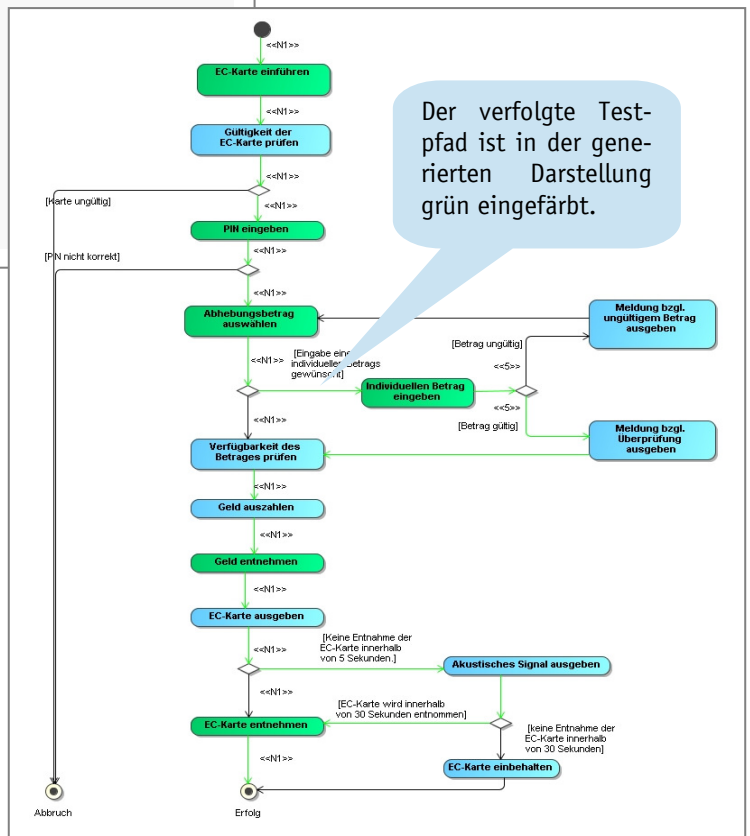 <<N1>>
EC-Karte einführen
<<N1>>
Gültigkeit der
EC-Karte prüfen
<<N1>>
[Karte ungültig]
<<N1>>
PIN eingeben
<<N1>>
[PIN nicht korrekt]
<<N1>>
Abhebungsbetrag
auswählen
<<N1>>
[Eingabe eines
individuellen Betrags
gewünscht]
Individuellen Betrag
eingeben
[Betrag ungültig]
<<5>>
<<5>>
[Betrag gültig]
Meldung bzgl.
ungültigem Betrag
ausgeben
Meldung bzgl.
Überprüfung
ausgeben
<<N1>>
Verfügbarkeit des
Betrages prüfen
<<N1>>
Geld auszahlen
<<N1>>
Geld entnehmen
<<N1>>
EC-Karte ausgeben
<<N1>>
[Keine Entnahme der
EC-Karte innerhalb
von 5 Sekunden.]
Akustisches Signal ausgeben
<<N1>>
[EC-Karte wird innerhalb
von 30 Sekunden entnommen]
EC-Karte entnehmen
[keine Entnahme der
EC-Karte innerhalb
von 30 Sekunden]
<<N1>>
EC-Karte einbehalten
Abbruch
Erfolg
Der verfolgte Test-
pfad ist in der gene-
rierten Darstellung
grün eingefärbt.